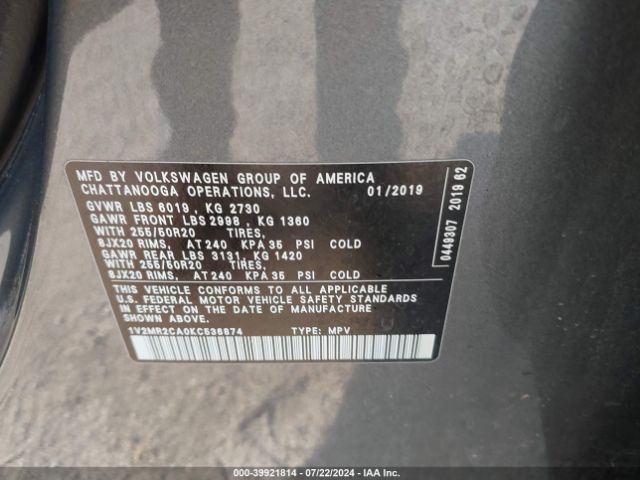 MFD BY VOLKSWAGEN GROUP OF AMERICA
CHATTANOOGA OPERATIONS, LLC. 01/2019
GVWR LBS 6019 , KG 2730
GAWR FRONT LBS 2998 , KG 1360
WITH 255/50R20 TIRES,
8JX20 RIMS, AT 240 KPA 35 PSI COLD
GAWR REAR LBS 3131, KG 1420
WITH 255/50R20 TIRES,
8JX20 RIMS, AT 240 KPA 35 PSI COLD
THIS VEHICLE CONFORMS TO ALL APPLICABLE
U.S. FEDERAL MOTOR VEHICLE SAFETY STANDARDS
IN EFFECT ON THE DATE OF MANUFACTURE
SHOWN ABOVE.
1V2MR2CA0KC536874 TYPE: MPV
0449307 2019 62
000-39921814 / 07/22/2024 - IAA Inc.